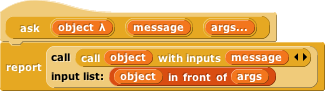 ask object λ message args...
report call call object with inputs message
input list: object in front of args